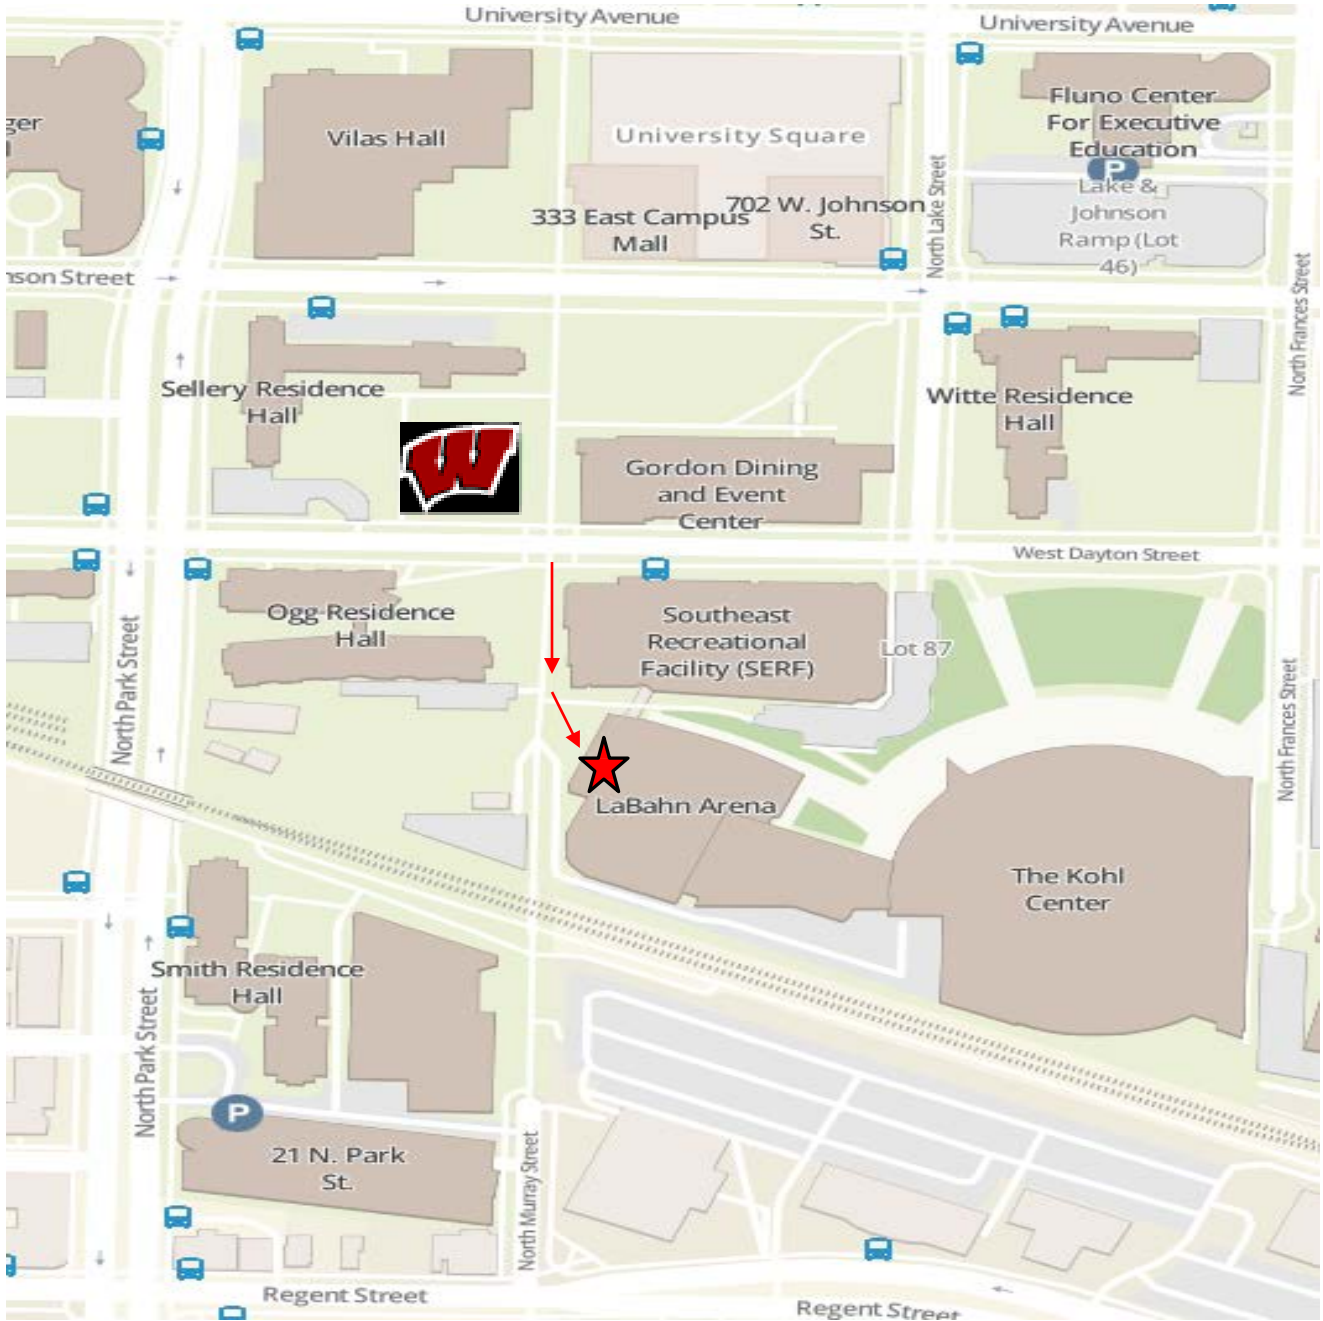 University Avenue
University Avenue
Vilas Hall
University Square
Fluno Center
For Executive
Education
P
333 East Campus
Mall
702 W. Johnson
St.
Lake &
Johnson
Ramp (Lot
46)
North Lake Street
North Frances Street
nson Street
Sellery Residence
Hall
W
Witte Residence
Hall
Gordon Dining
and Event
Center
West Dayton Street
Ogg Residence
Hall
Southeast
Recreational
Facility (SERF)
Lot 87
North Park Street
North Frances Street
LaBahn Arena
The Kohl
Center
Smith Residence
Hall
North Park Street
P
21 N. Park
St.
North Murray Street
Regent Street
Regent Street